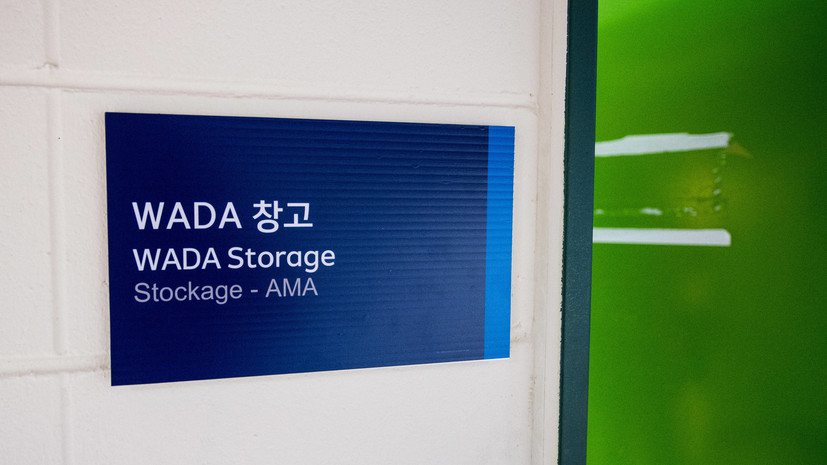 WADA 창고
WADA Storage
Stockage - AMA